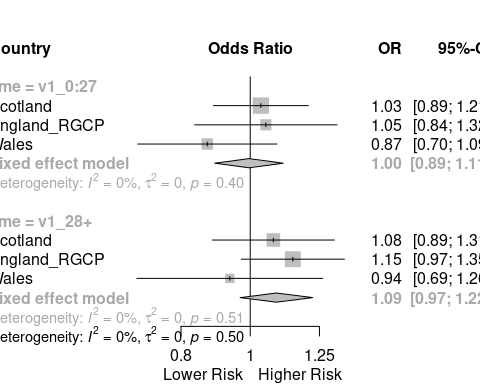 ountry Odds Ratio OR 95%-C
me = v1_0:27
cotland 1.03 [0.89; 1.2
ngland_RGCP 1.05 [0.84; 1.32
Wales 0.87 [0.70; 1.09
ixed effect model 1.00 [0.89; 1.1
eterogeneity: I² = 0%, τ² = 0, p = 0.40
me = v1_28+
cotland 1.08 [0.89; 1.3
ngland_RGCP 1.15 [0.97; 1.35
Wales 0.94 [0.69; 1.2
ixed effect model 1.09 [0.97; 1.22
eterogeneity: I² = 0%, τ² = 0, p = 0.51
eterogeneity: I² = 0%, τ² = 0, p = 0.50
0.8 1 1.25
Lower Risk Higher Risk